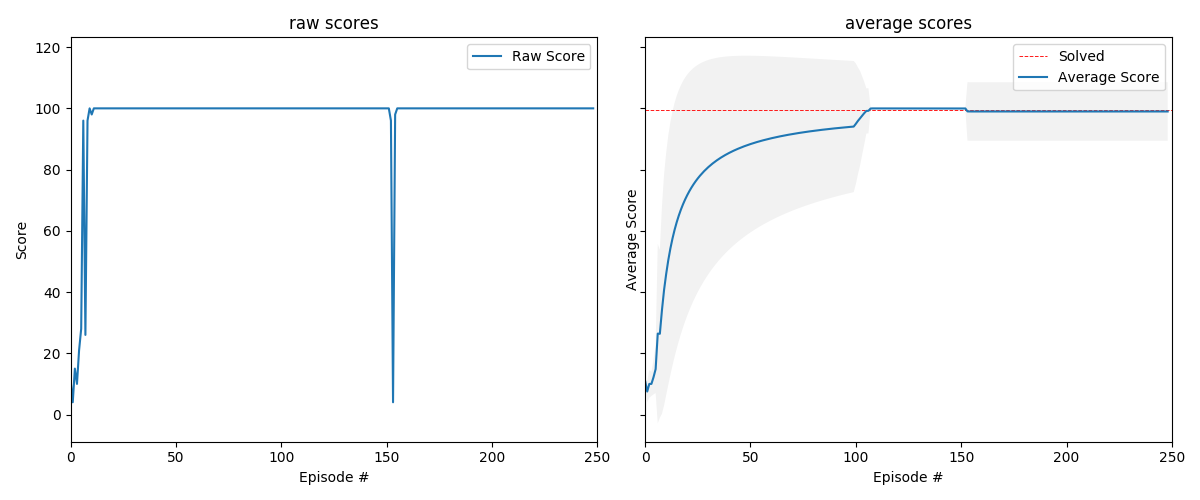 raw scores
Raw Score
Score
120
100
80
60
40
20
0
0 50 100 150 200 250
Episode #
average scores
Solved
Average Score
Average Score
0 50 100 150 200 250
Episode #